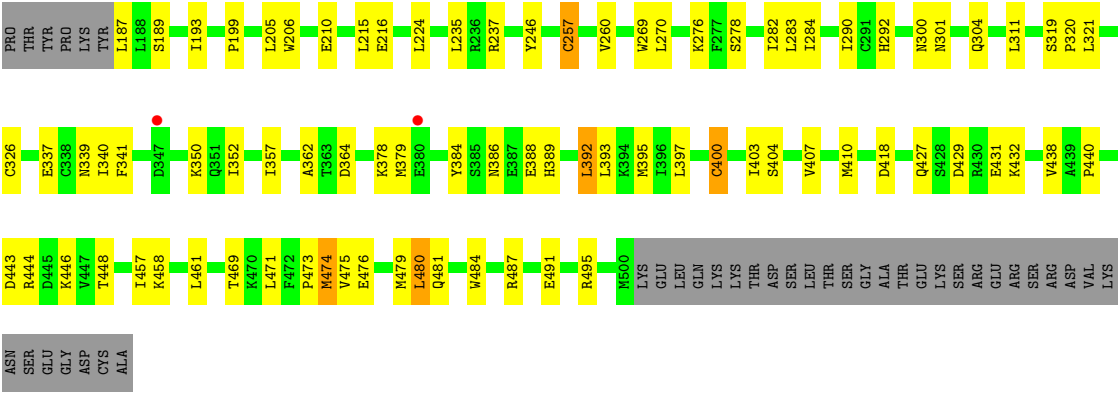 PRO THR TYR PRO LYS TYR L187 L188 S189 I193 P199 L205 W206 E210 L215 E216 L224 L235 R236 R237 Y246 C257 V260 W269 L270 K276 F277 S278 I282 L283 I284 I290 C291 H292 N300 N301 Q304 L311 S319 P320 L321
C326 E337 C338 N339 I340 F341 D347 K350 Q351 I352 I357 A362 T363 D364 K378 M379 E380 Y384 S385 N386 E387 E388 H389 L392 L393 K394 M395 I396 L397 C400 I403 S404 V407 M410 D418 Q427 S428 D429 R430 E431 K432 V438 A439 P440
D443 R444 D445 K446 V447 T448 I457 K458 L461 T469 K470 L471 F472 P473 M474 V475 E476 M479 L480 Q481 W484 R487 E491 R495 M500 LYS GLU LEU GLN LYS LYS THR ASP SER LEU THR THR SER GLY ALA THR GLU LYS SER ARG GLU ARG SER ARG ASP VAL LYS
ASN SER GLU GLY ASP CYS ALA